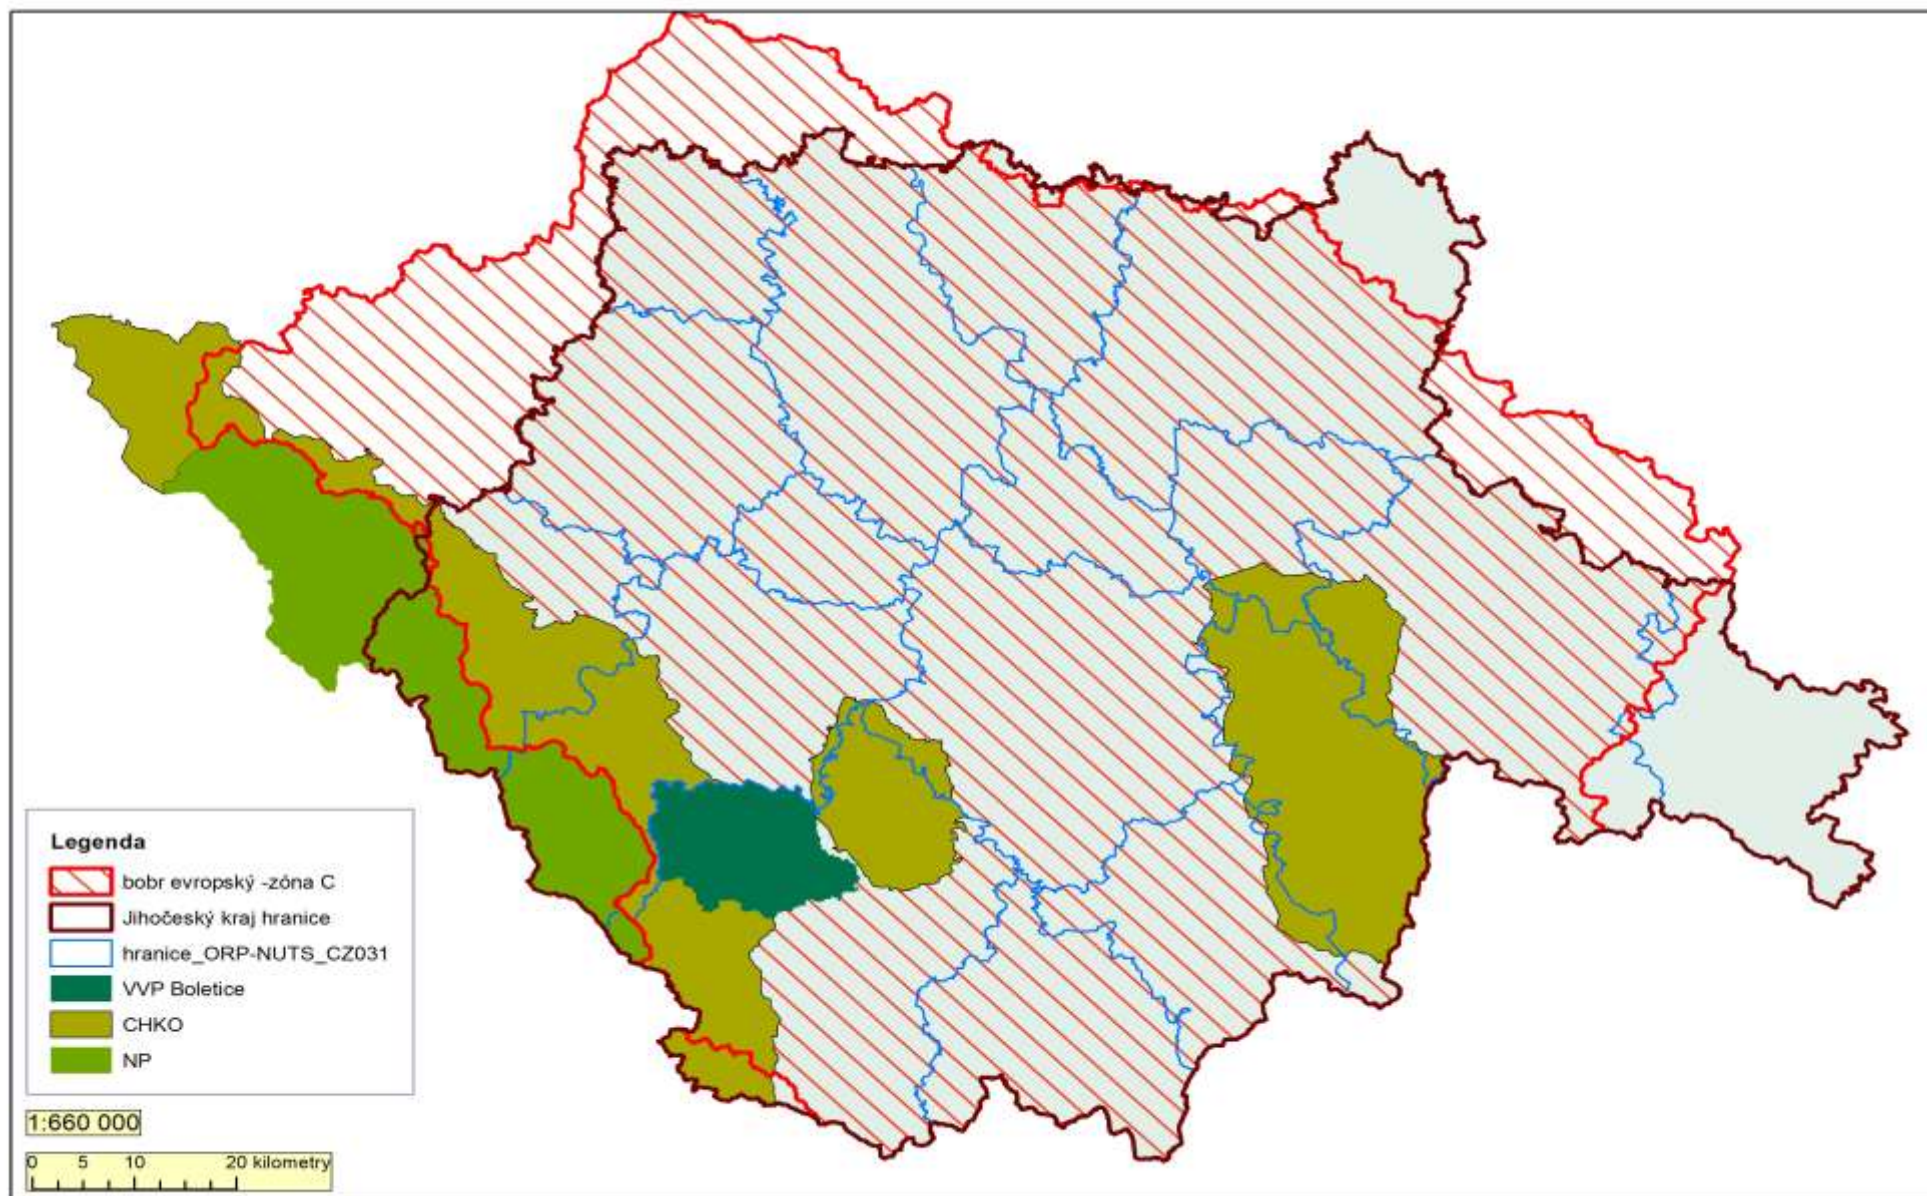 Legenda
bobr evropský -zóna C
Jihočeský kraj hranice
hranice_ORP-NUTS_CZ031
VVP Boletice
CHKO
NP
1:660 000
0 5 10 20 kilometry